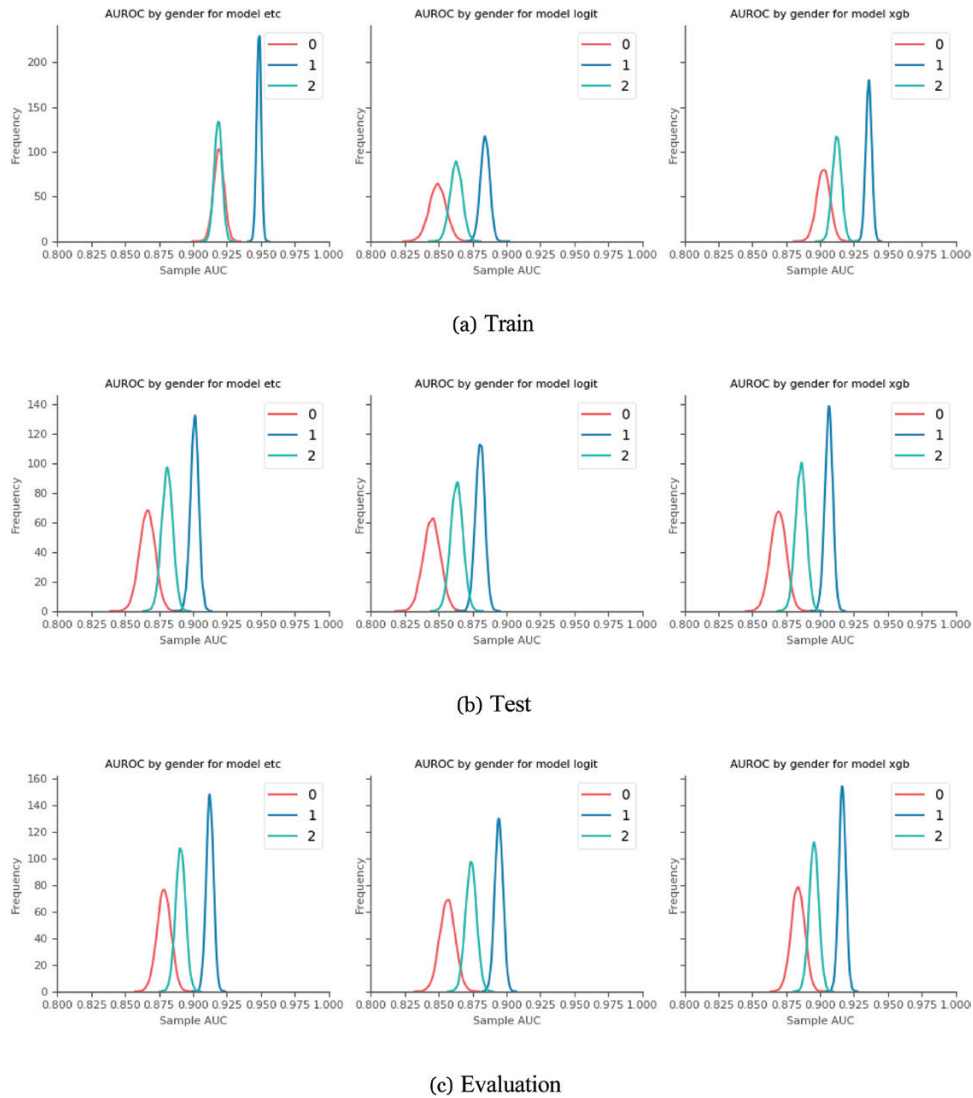 AUROC by gender for model etc
AUROC by gender for model logit
AUROC by gender for model xgb
0
1
2
0
1
2
0
1
2
Frequency
200
150
100
50
0
Frequency
Frequency
0.800 0.825 0.850 0.875 0.900 0.925 0.950 0.975 1.000
0.800 0.825 0.850 0.875 0.900 0.925 0.950 0.975 1.000
0.800 0.825 0.850 0.875 0.900 0.925 0.950 0.975 1.000
Sample AUC
Sample AUC
Sample AUC
(a) Train
AUROC by gender for model etc
AUROC by gender for model logit
AUROC by gender for model xgb
0
1
2
0
1
2
0
1
2
Frequency
140
120
100
80
60
40
20
0
Frequency
Frequency
0.800 0.825 0.850 0.875 0.900 0.925 0.950 0.975 1.000
0.800 0.825 0.850 0.875 0.900 0.925 0.950 0.975 1.000
0.800 0.825 0.850 0.875 0.900 0.925 0.950 0.975 1.000
Sample AUC
Sample AUC
Sample AUC
(b) Test
AUROC by gender for model etc
AUROC by gender for model logit
AUROC by gender for model xgb
0
1
2
0
1
2
0
1
2
Frequency
160
140
120
100
80
60
40
20
0
Frequency
Frequency
0.800 0.825 0.850 0.875 0.900 0.925 0.950 0.975 1.000
0.800 0.825 0.850 0.875 0.900 0.925 0.950 0.975 1.000
0.800 0.825 0.850 0.875 0.900 0.925 0.950 0.975 1.000
Sample AUC
Sample AUC
Sample AUC
(c) Evaluation